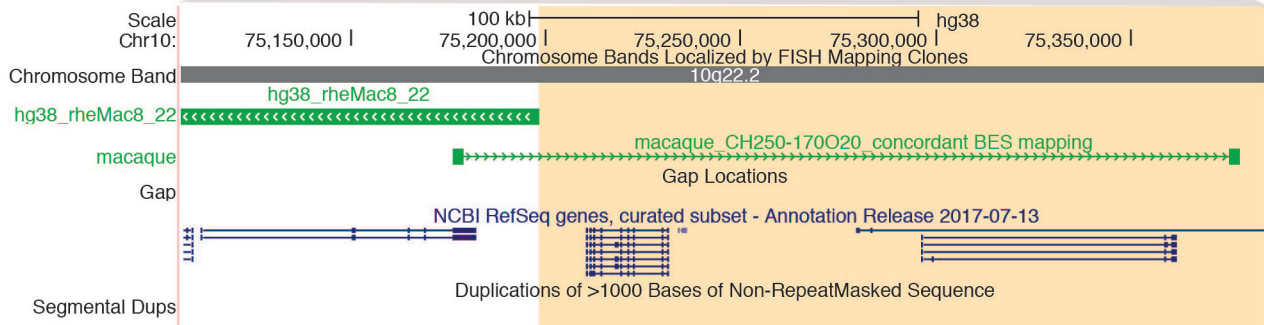 Scale 100 kb hg38
Chr10: 75,150,000 75,200,000 75,250,000 75,300,000 75,350,000
Chromosome Bands Localized by FISH Mapping Clones
Chromosome Band 10q22.2
hg38_rheMac8_22
hg38_rheMac8_22
macaque_CH250-170O20_concordant BES mapping
macaque
Gap Locations
Gap
NCBI RefSeq genes, curated subset - Annotation Release 2017-07-13
Duplications of >1000 Bases of Non-RepeatMasked Sequence
Segmental Dups